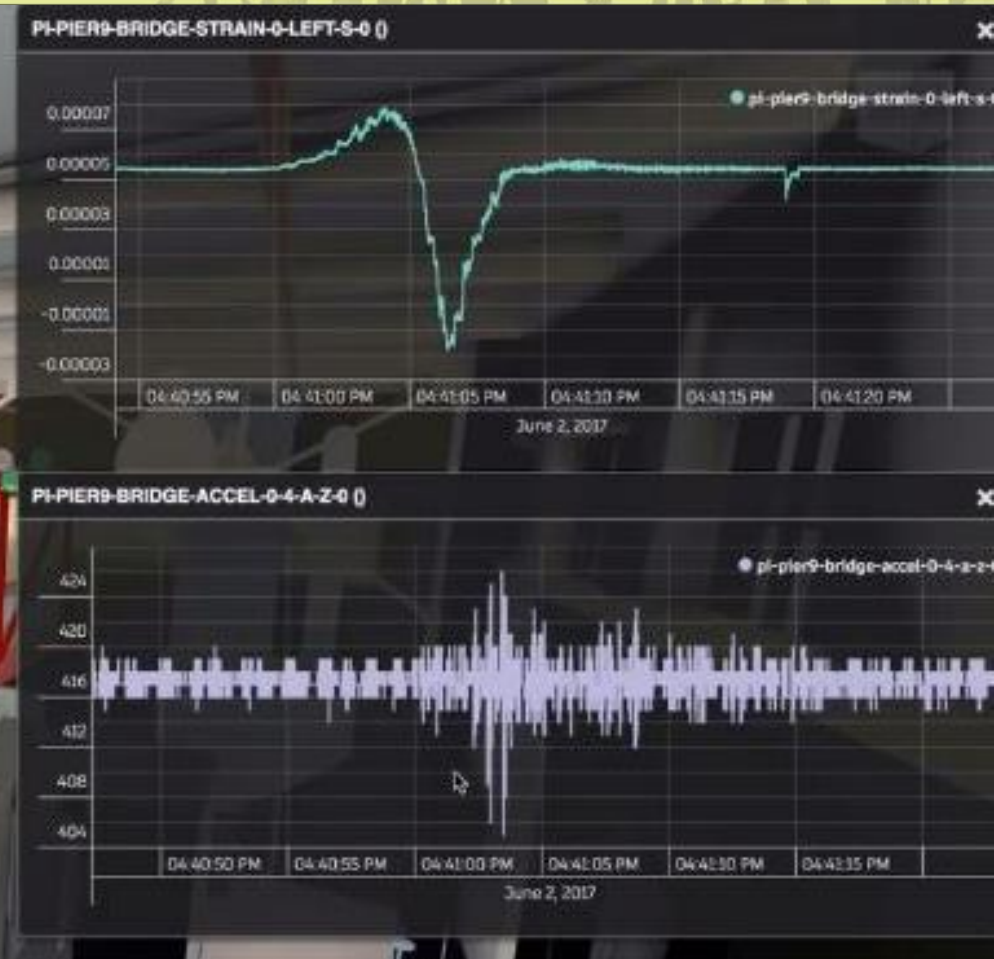 PI-PIER9-BRIDGE-STRAIN-0-LEFT-S-0 ()
pi-pier9-bridge-strain-0-left-s-
0.00007
0.00005
0.00003
0.00001
-0.00001
-0.00003
04:40:55 PM 04:41:00 PM 04:41:05 PM 04:41:10 PM 04:41:15 PM 04:41:20 PM
June 2, 2017
PI-PIER9-BRIDGE-ACCEL-0-4-A-Z-0 ()
pi-pier9-bridge-accel-0-4-a-z-
424
420
416
412
408
404
04:40:50 PM 04:40:55 PM 04:41:00 PM 04:41:05 PM 04:41:10 PM 04:41:15 PM
June 2, 2017